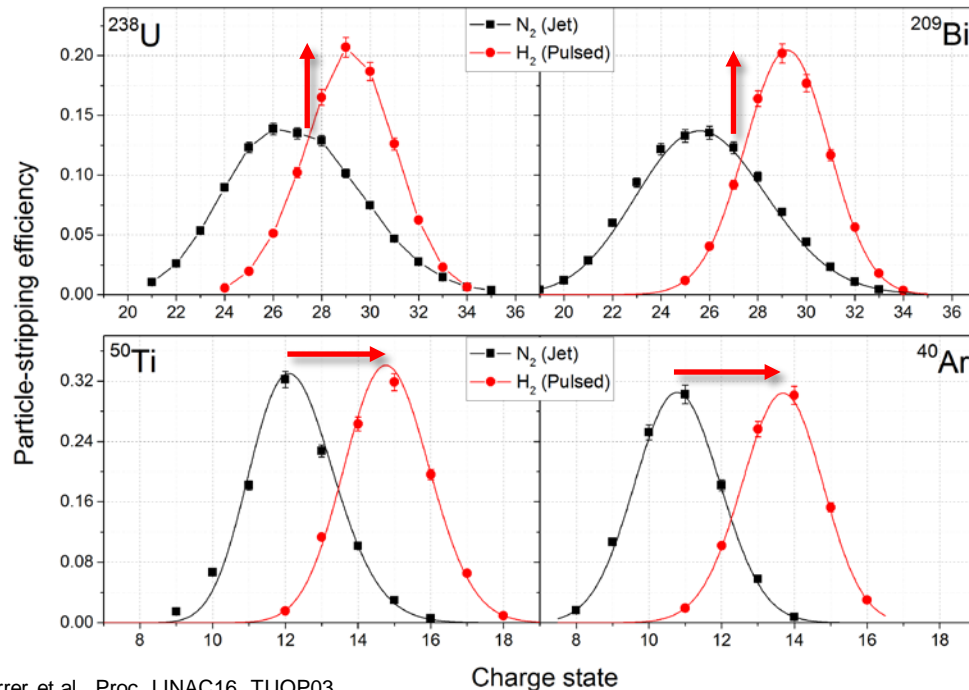 ²³⁸U
N₂ (Jet)
H₂ (Pulsed)
²⁰⁹Bi
0.20
0.15
0.10
0.05
0.00
20 22 24 26 28 30 32 34 36
20 22 24 26 28 30 32 34 36
Particle-stripping efficiency
⁵⁰Ti
N₂ (Jet)
H₂ (Pulsed)
⁴⁰Ar
0.32
0.24
0.16
0.08
0.00
8 10 12 14 16 18
8 10 12 14 16 18
Charge state